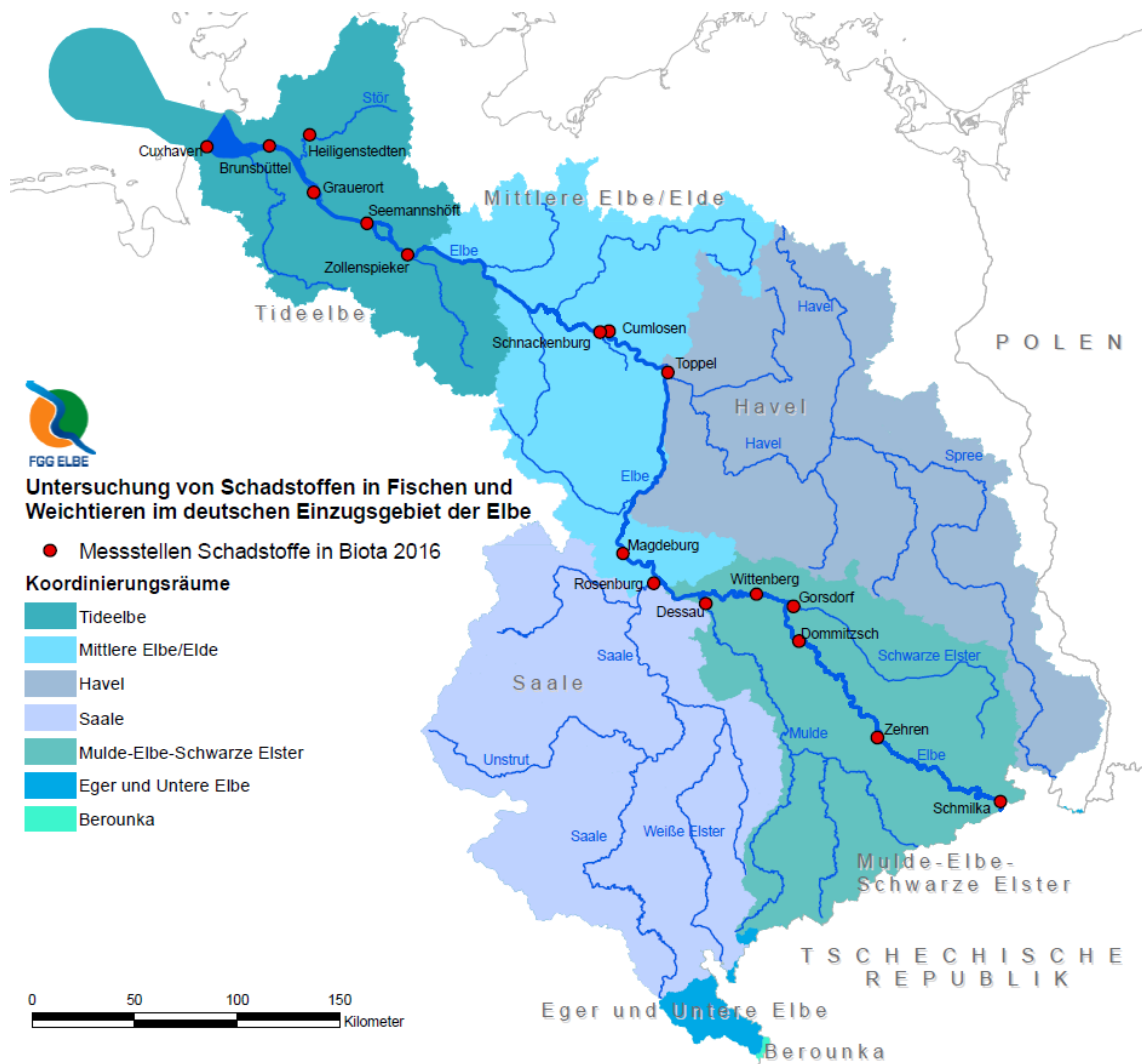 Stör
Cuxhaven
Heiligenstedten
Brunsbüttel
Grauerort
Mittlere Elbe/Elde
Seemannshöft
Elbe
Zollenspieker
Tideelbe
Havel
Cumlosen
Schnackenburg
POLEN
Toppel
Havel
Havel
Spree
Elbe
FGG ELBE
Untersuchung von Schadstoffen in Fischen und
Weichtieren im deutschen Einzugsgebiet der Elbe
Messstellen Schadstoffe in Biota 2016
Koordinierungsräume
Tideelbe
Mittlere Elbe/Elde
Havel
Saale
Mulde-Elbe-Schwarze Elster
Eger und Untere Elbe
Berounka
Magdeburg
Rosenburg
Wittenberg
Dessau
Gorsdorf
Dommitzsch
Schwarze Elster
Saale
Saale
Zehren
Mulde
Unstrut
Elbe
Schmilka
Saale
Weiße Elster
Mulde-Elbe-
Schwarze Elster
TSCHECHISCHE
REPUBLIK
Eger und Untere Elbe
Berounka
0 50 100 150
Kilometer